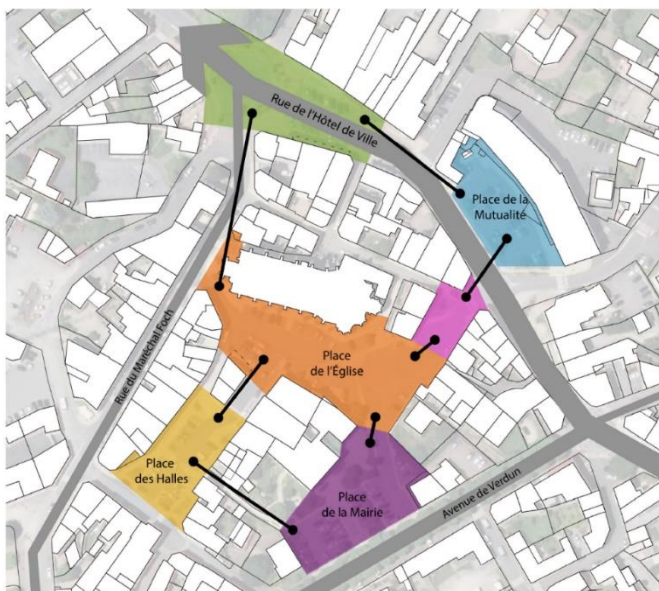 Rue de l'Hôtel de Ville
Place de la
Mutualité
Rue du Maréchal Foch
Place
de l'Église
Place
des Halles
Place
de la Mairie
Avenue de Verdun